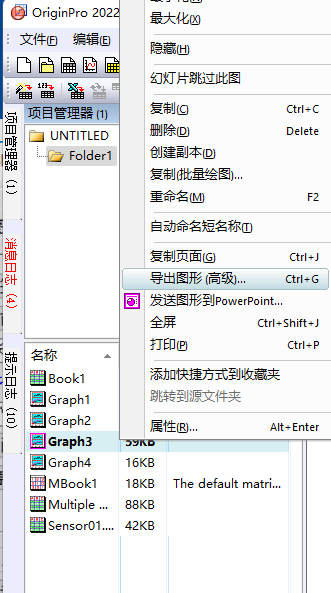 OriginPro 2022
文件(F) 编辑(E)
项目管理器 (1)
UNTITLED
Folder1
项目管理器 (1)
消息日志 (4)
提示日志 (10)
最大化(X)
隐藏(H)
幻灯片跳过此图
复制(C) Ctrl+C
删除(D) Delete
创建副本(D)
复制(批量绘图)...
重命名(M) F2
自动命名短名称(T)
复制页面(G) Ctrl+J
导出图形 (高级)... Ctrl+G
发送图形到PowerPoint...
全屏 Ctrl+Shift+J
打印(P) Ctrl+P
添加快捷方式到收藏夹
跳转到源文件夹
属性(R)... Alt+Enter
名称
Book1
Graph1
Graph2
Graph3 59KB
Graph4 16KB
MBook1 18KB The default matri...
Multiple ... 88KB
Sensor01... 42KB